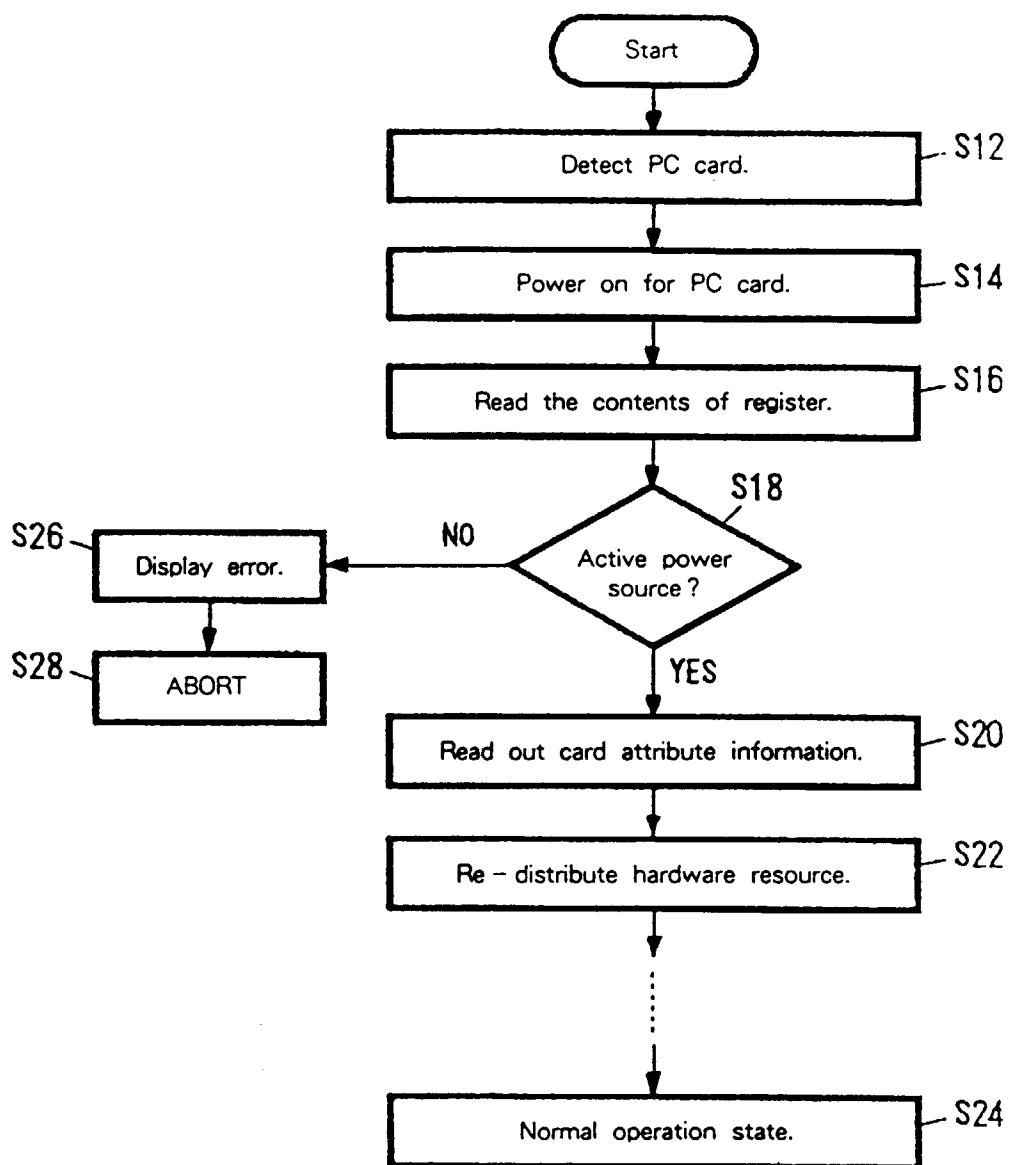 Start
Detect PC card.
S12
Power on for PC card.
S14
Read the contents of register.
S16
S18
Active power
source ?
NO
S26
Display error.
S28
ABORT
YES
Read out card attribute information.
S20
Re - distribute hardware resource.
S22
Normal operation state.
S24